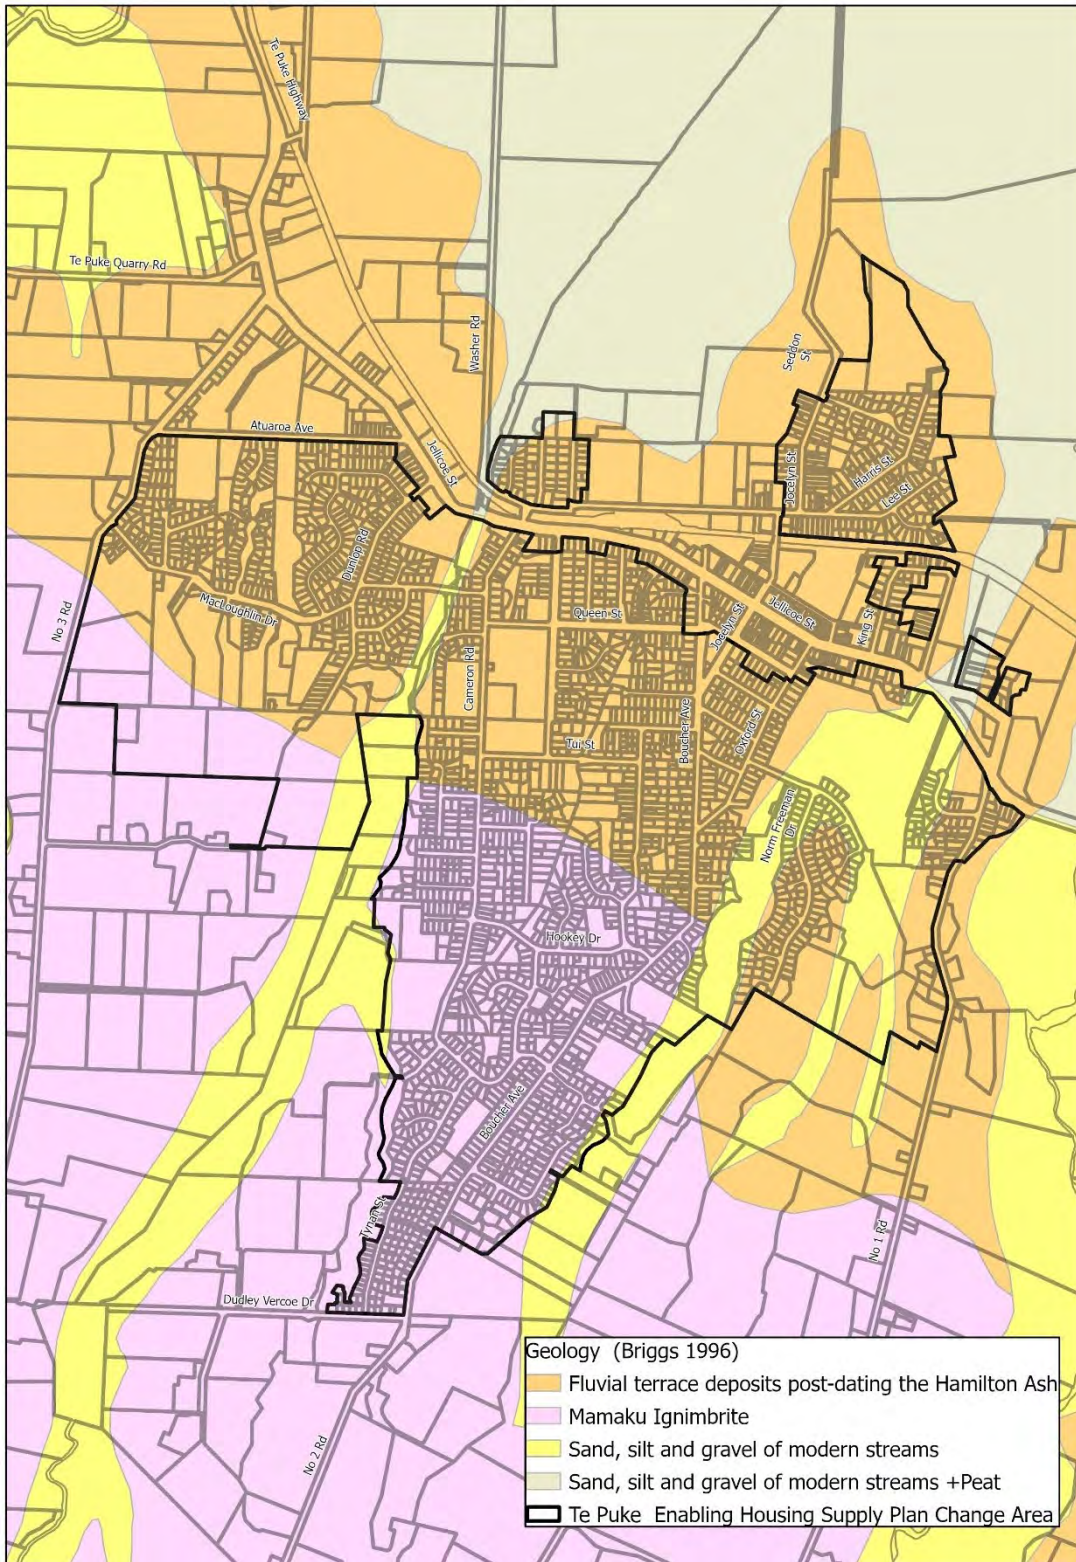 Te Puke Highway
Te Puke Quarry Rd
Washer Rd
Seddon
St
Atuaroa Ave
Jellicoe St
Jocelyn St
Harris St
Lee St
Dunlop Rd
MacLoughlin Dr
No 3 Rd
Queen St
Jocelyn St
Jellicoe St
King St
Cameron Rd
Boucher Ave
Oxford St
Tui St
Norm Freeman
Dr
Hookey Dr
Boucher Ave
Tynan St
No 1 Rd
Dudley Vercoe Dr
No 2 Rd
Geology (Briggs 1996)
Fluvial terrace deposits post-dating the Hamilton Ash
Mamaku Ignimbrite
Sand, silt and gravel of modern streams
Sand, silt and gravel of modern streams +Peat
Te Puke Enabling Housing Supply Plan Change Area